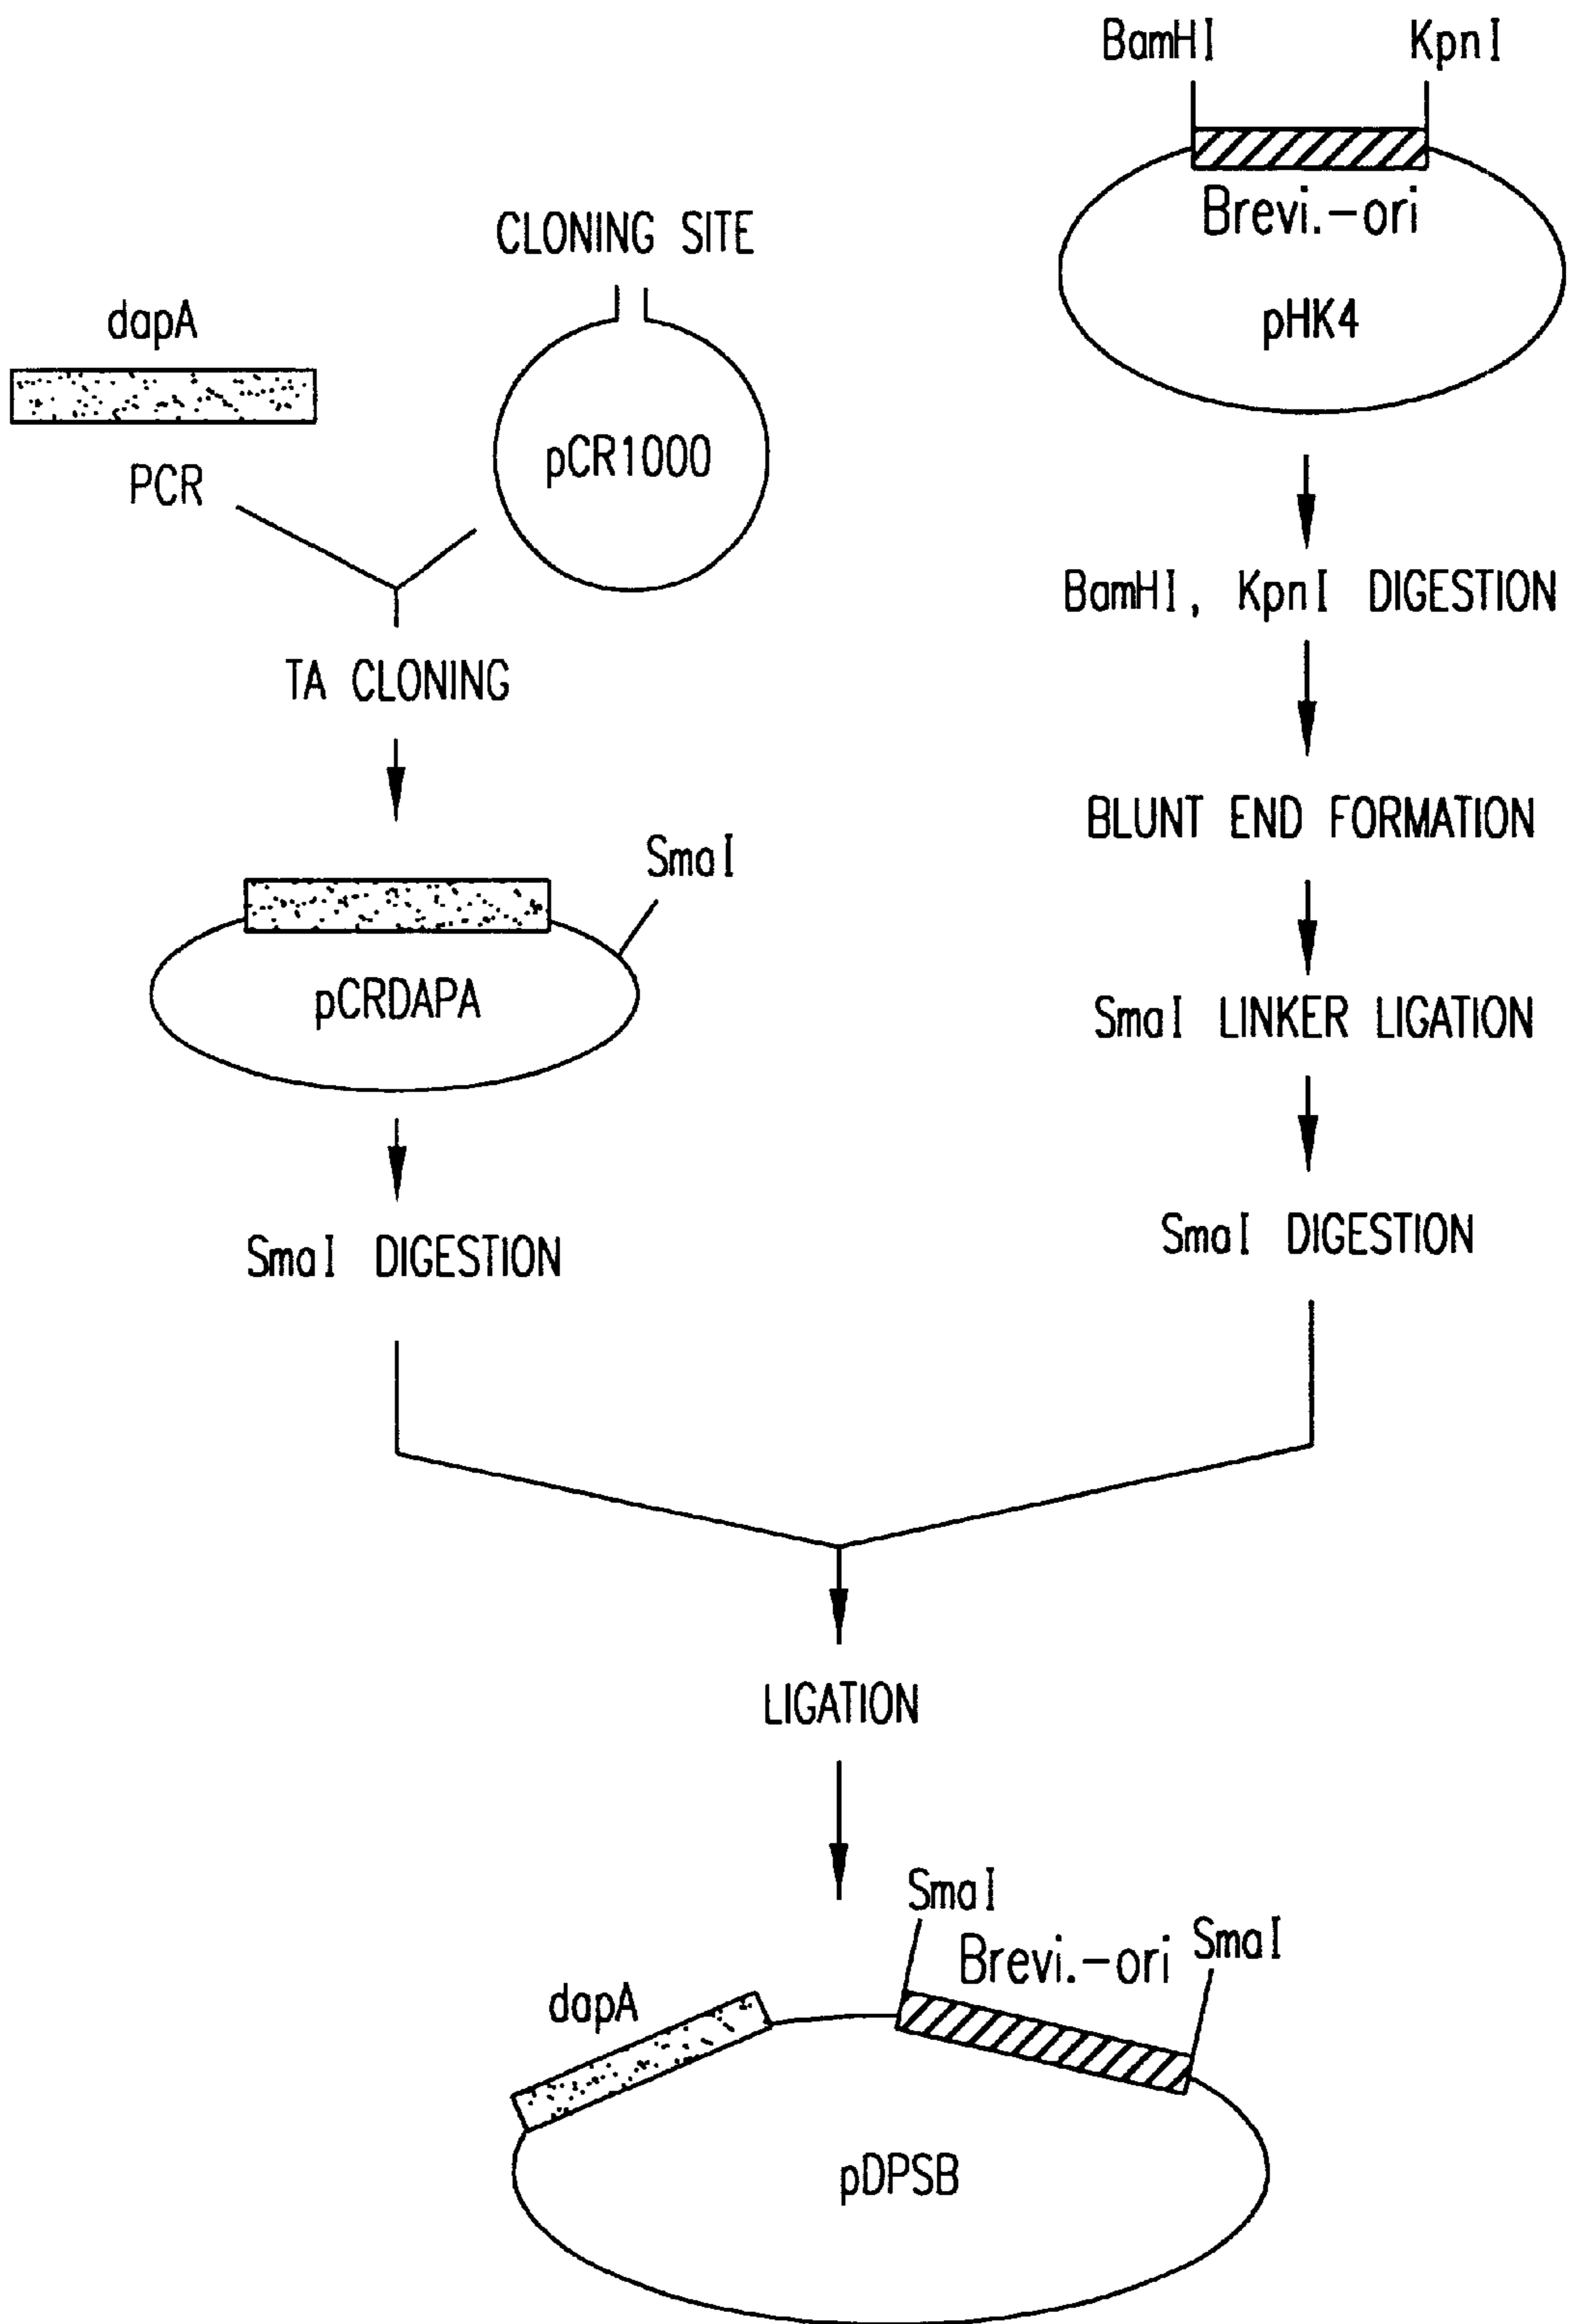 BamHI
KpnI
Brevi.-ori
pHK4
CLONING SITE
dapA
pCR1000
PCR
BamHI, KpnI DIGESTION
TA CLONING
BLUNT END FORMATION
SmaI
pCRDAPA
SmaI LINKER LIGATION
SmaI DIGESTION
SmaI DIGESTION
LIGATION
SmaI
Brevi.-ori
SmaI
dapA
pDPSB